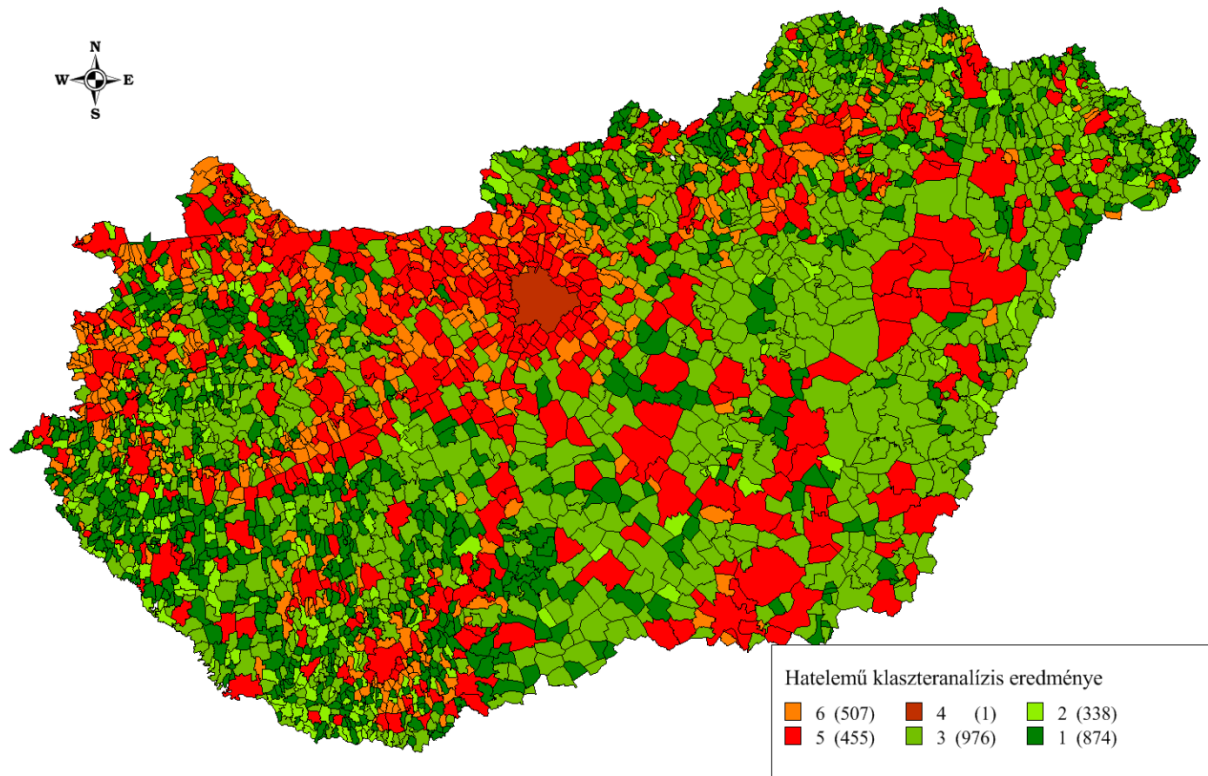 N
W E
S
Hatelemű klaszteranalízis eredménye
6 (507) 4 (1) 2 (338)
5 (455) 3 (976) 1 (874)